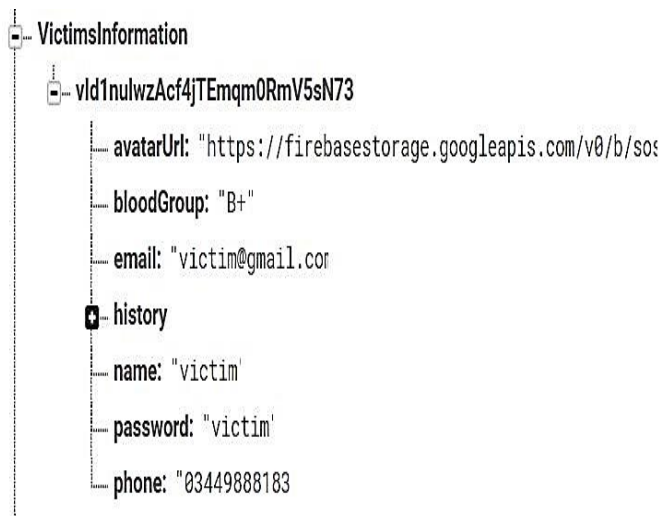 VictimsInformation
vld1nulwzAcf4jTEmqm0RmV5sN73
avatarUrl: "https://firebasestorage.googleapis.com/v0/b/sos
bloodGroup: "B+"
email: "victim@gmail.com
history
name: "victim'
password: "victim'
phone: "03449888183